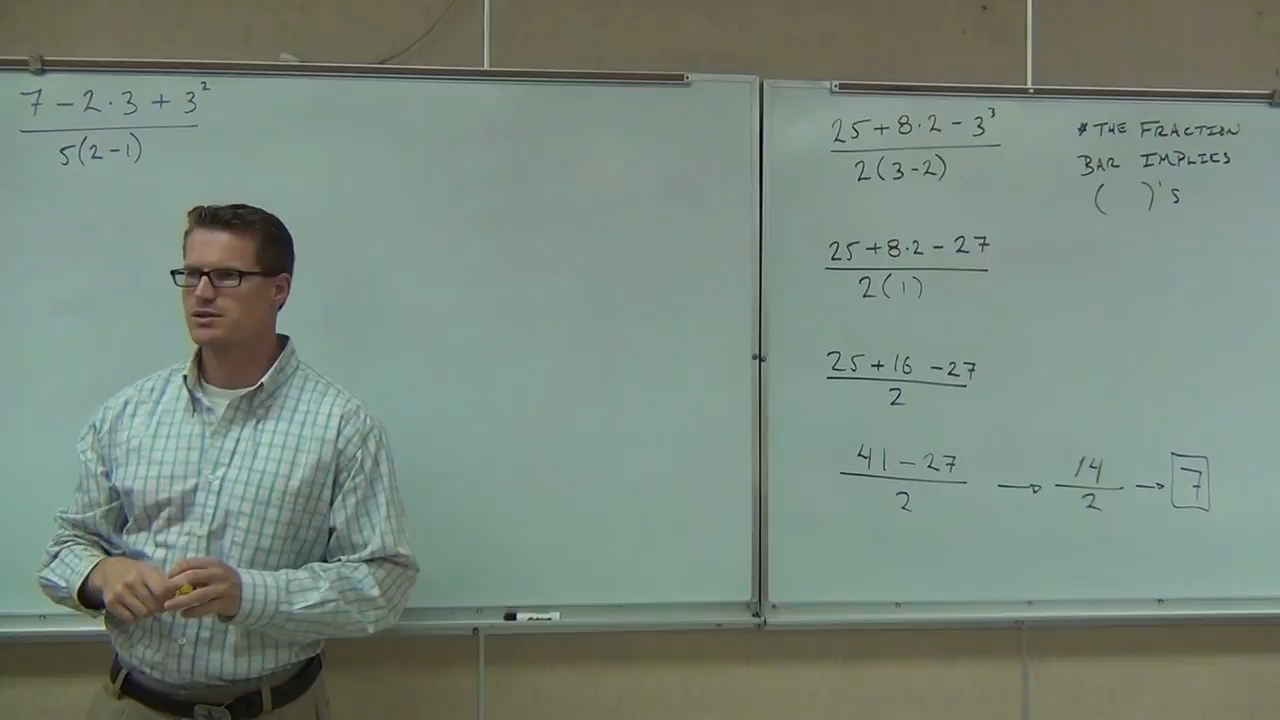 7 - 2 · 3 + 3²
5(2-1)
25 + 8 · 2 - 3³
2(3-2)
* THE FRACTION
BAR IMPLIES
( )'s
25 + 8 · 2 - 27
2(1)
25 + 16 - 27
2
41 - 27
2
→ 14
2
→ 7